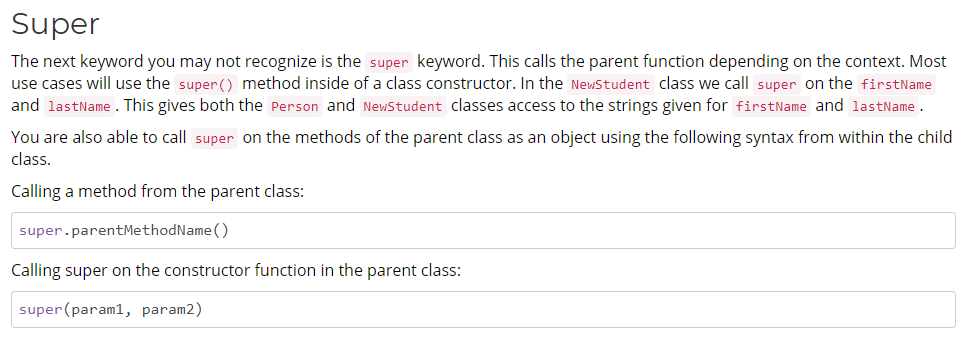 Super
The next keyword you may not recognize is the super keyword. This calls the parent function depending on the context. Most
use cases will use the super() method inside of a class constructor. In the NewStudent class we call super on the firstName
and lastName. This gives both the Person and NewStudent classes access to the strings given for firstName and lastName.
You are also able to call super on the methods of the parent class as an object using the following syntax from within the child
class.
Calling a method from the parent class:
super.parentMethodName()
Calling super on the constructor function in the parent class:
super(param1, param2)